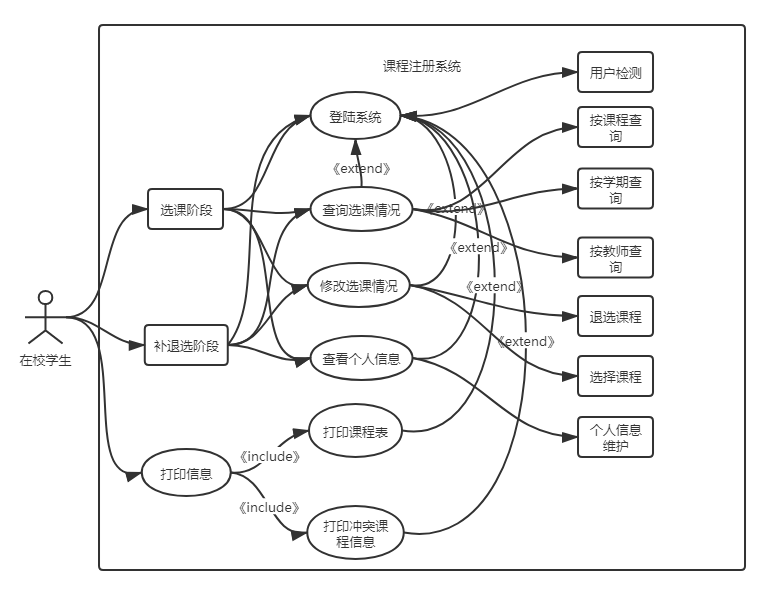 课程注册系统
用户检测
登陆系统
按课程查
询
《extend》
按学期查
询
选课阶段
查询选课情况
《extend》
《extend》
按教师查
询
修改选课情况
《extend》
在校学生
补退选阶段
退选课程
查看个人信息
《extend》
选择课程
打印课程表
个人信息
维护
《include》
打印信息
《include》
打印冲突课
程信息